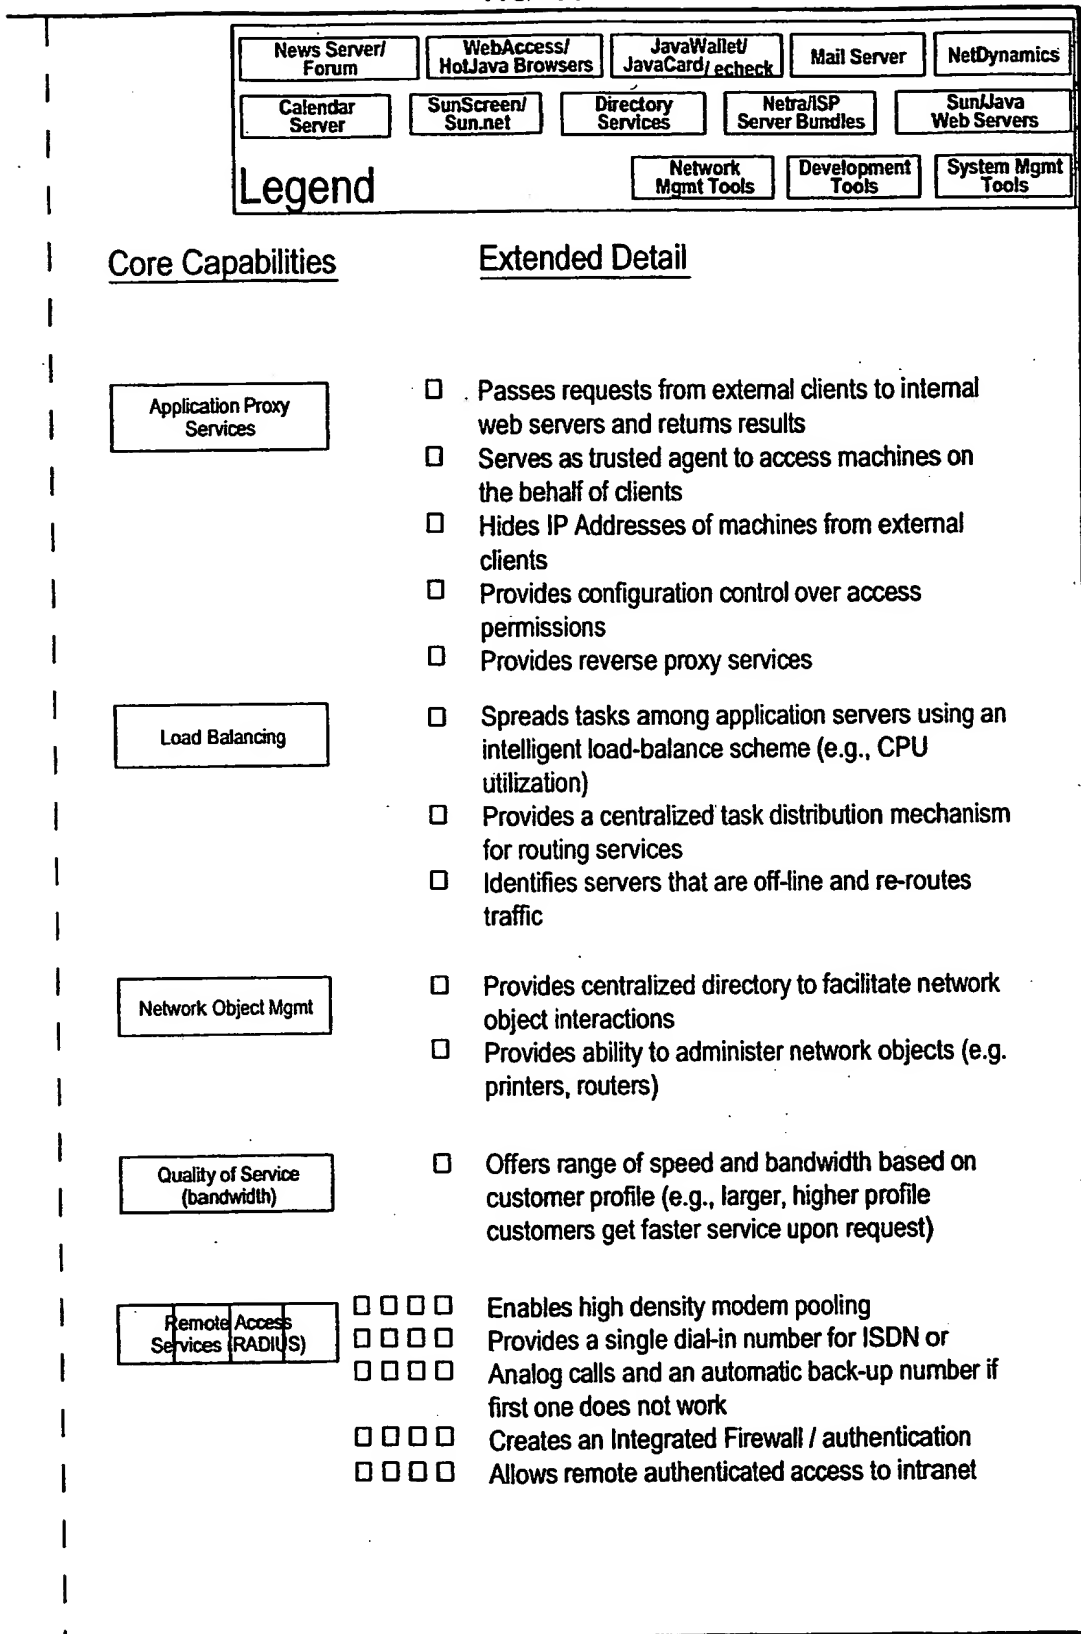 News Server/
Forum
WebAccess/
HotJava Browsers
JavaWallet/
JavaCard/ echeck
Mail Server
NetDynamics
Calendar
Server
SunScreen/
Sun.net
Directory
Services
Netra/ISP
Server Bundles
Sun/Java
Web Servers
Legend
Network
Mgmt Tools
Development
Tools
System Mgmt
Tools
Core Capabilities
Extended Detail
Application Proxy
Services
Passes requests from external clients to internal
web servers and returns results
Serves as trusted agent to access machines on
the behalf of clients
Hides IP Addresses of machines from external
clients
Provides configuration control over access
permissions
Provides reverse proxy services
Load Balancing
Spreads tasks among application servers using an
intelligent load-balance scheme (e.g., CPU
utilization)
Provides a centralized task distribution mechanism
for routing services
Identifies servers that are off-line and re-routes
traffic
Network Object Mgmt
Provides centralized directory to facilitate network
object interactions
Provides ability to administer network objects (e.g.
printers, routers)
Quality of Service
(bandwidth)
Offers range of speed and bandwidth based on
customer profile (e.g., larger, higher profile
customers get faster service upon request)
Remote Access
Services (RADIUS)
Enables high density modem pooling
Provides a single dial-in number for ISDN or
Analog calls and an automatic back-up number if
first one does not work
Creates an Integrated Firewall / authentication
Allows remote authenticated access to intranet